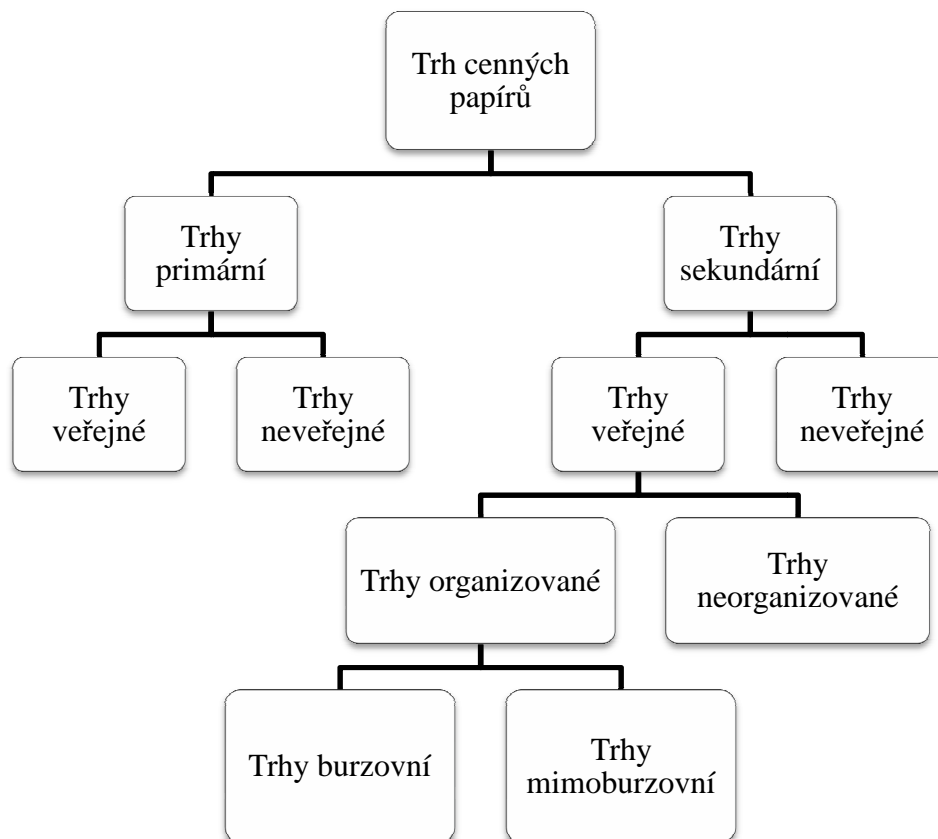 Trh cenných
papírů
Trhy
primární
Trhy
sekundární
Trhy
veřejné
Trhy
neveřejné
Trhy
veřejné
Trhy
neveřejné
Trhy organizované
Trhy
neorganizované
Trhy burzovní
Trhy
mimoburzovní